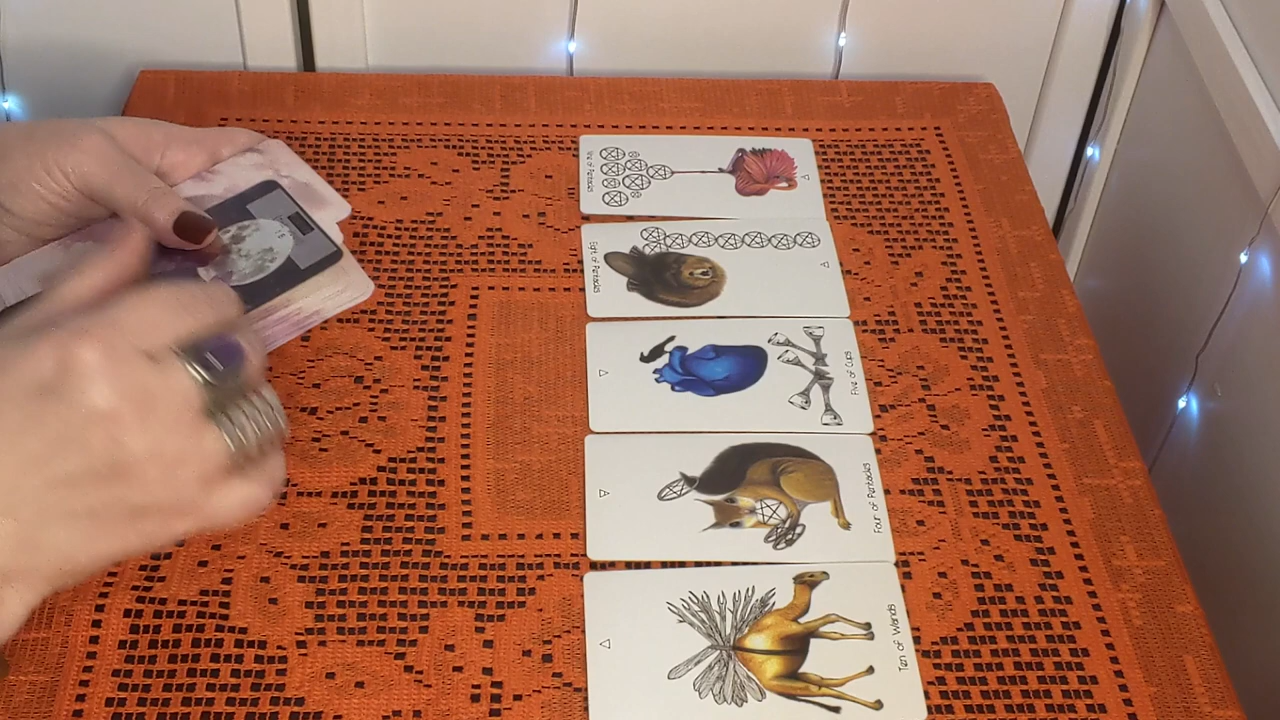 Nine of Pentacles
Eight of Pentacles
Five of Cups
Four of Pentacles
Ten of Wands